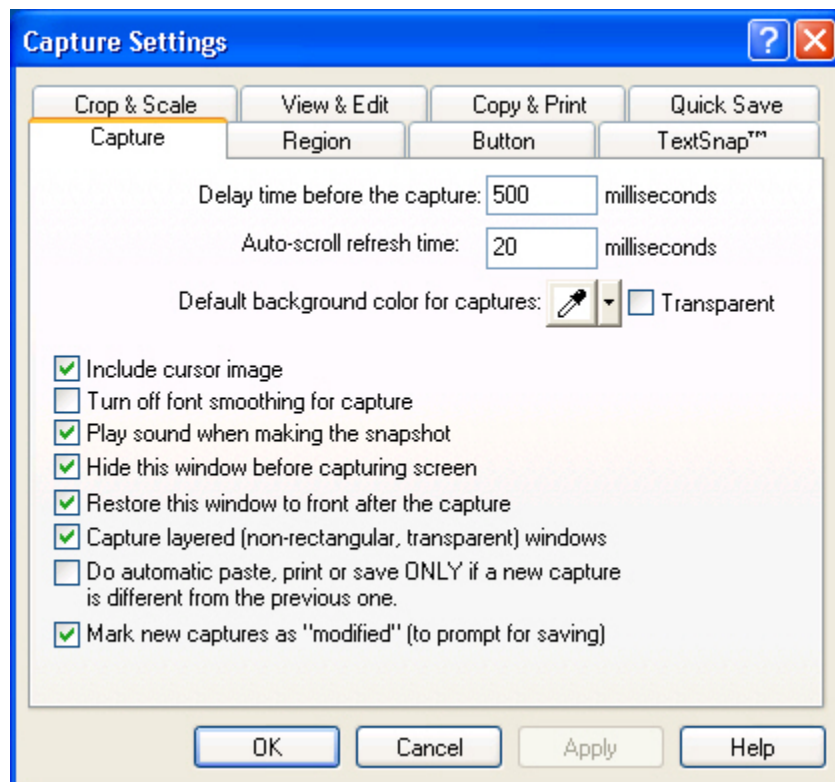 Capture Settings
Crop & Scale
View & Edit
Copy & Print
Quick Save
Capture
Region
Button
TextSnap™
Delay time before the capture: 500 milliseconds
Auto-scroll refresh time: 20 milliseconds
Default background color for captures: Transparent
Include cursor image
Turn off font smoothing for capture
Play sound when making the snapshot
Hide this window before capturing screen
Restore this window to front after the capture
Capture layered (non-rectangular, transparent) windows
Do automatic paste, print or save ONLY if a new capture
is different from the previous one.
Mark new captures as "modified" (to prompt for saving)
OK
Cancel
Apply
Help